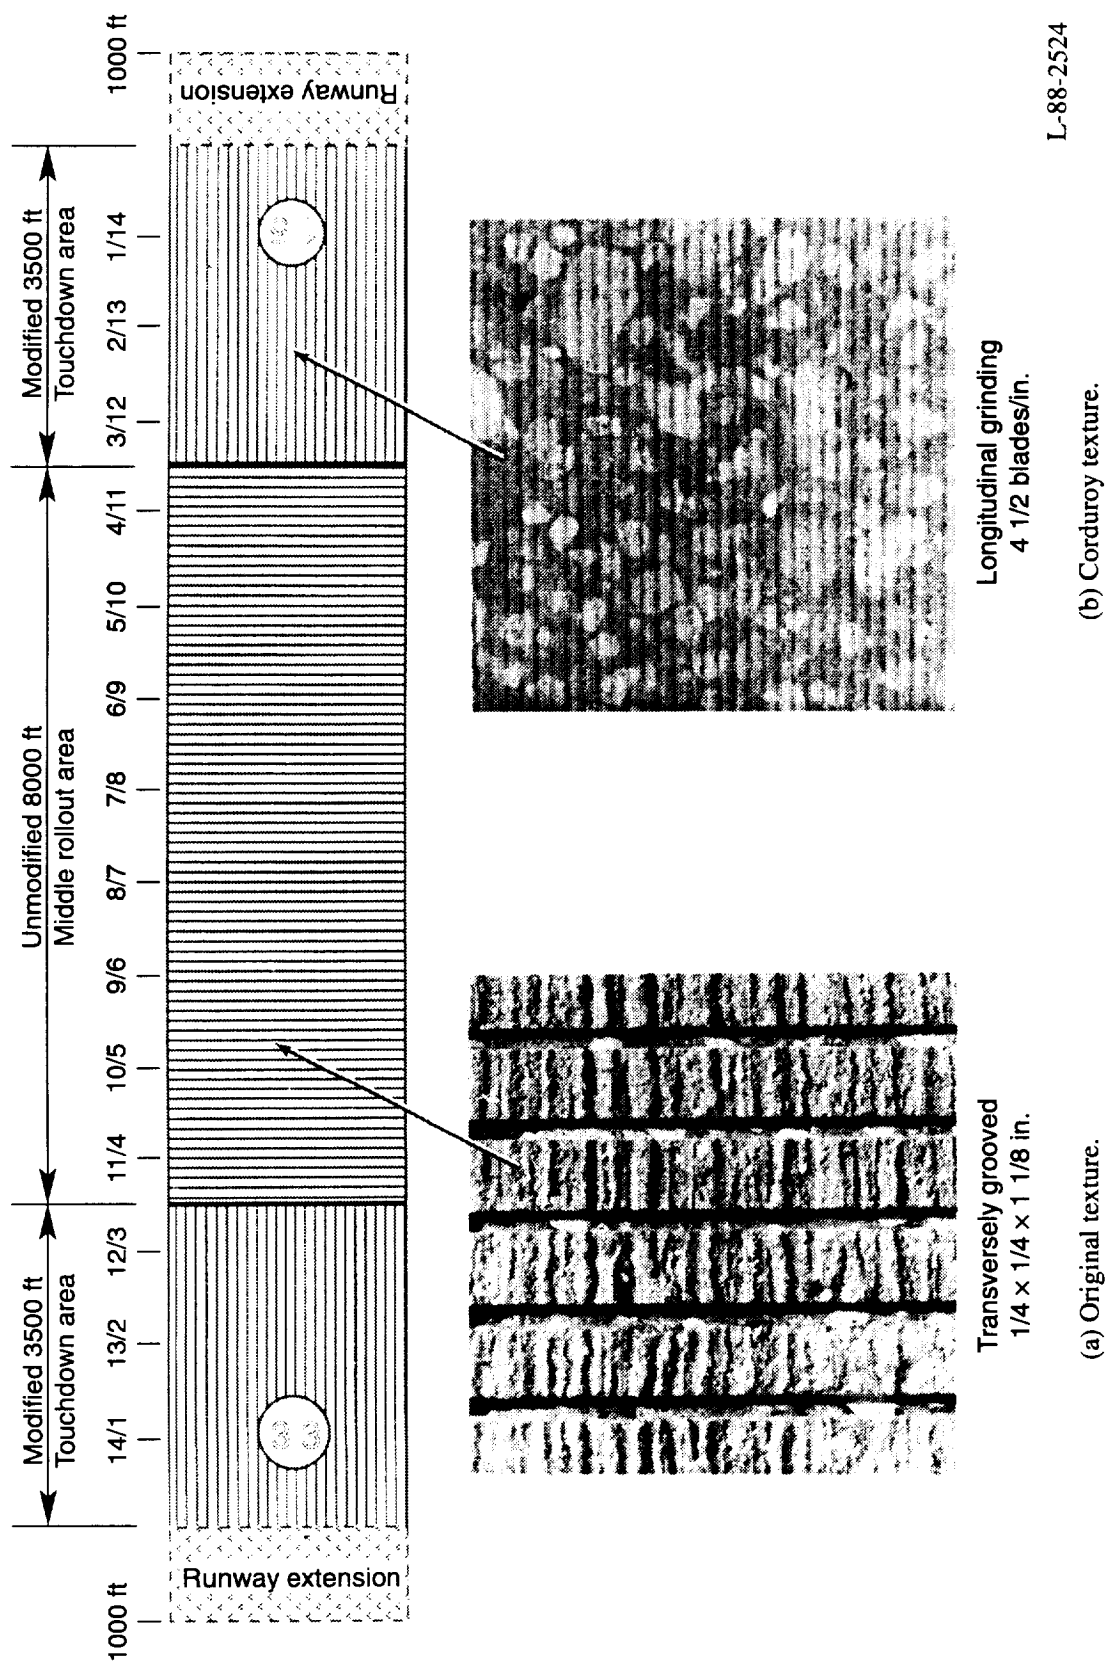 Modified 3500 ft
Touchdown area
Unmodified 8000 ft
Middle rollout area
Modified 3500 ft
Touchdown area
1000 ft
14/1
13/2
12/3
11/4
10/5
9/6
8/7
7/8
6/9
5/10
4/11
3/12
2/13
1/14
1000 ft
Runway extension
33
Runway extension
Transversely grooved
1/4 × 1/4 × 1 1/8 in.
Longitudinal grinding
4 1/2 blades/in.
(a) Original texture.
(b) Corduroy texture.
L-88-2524